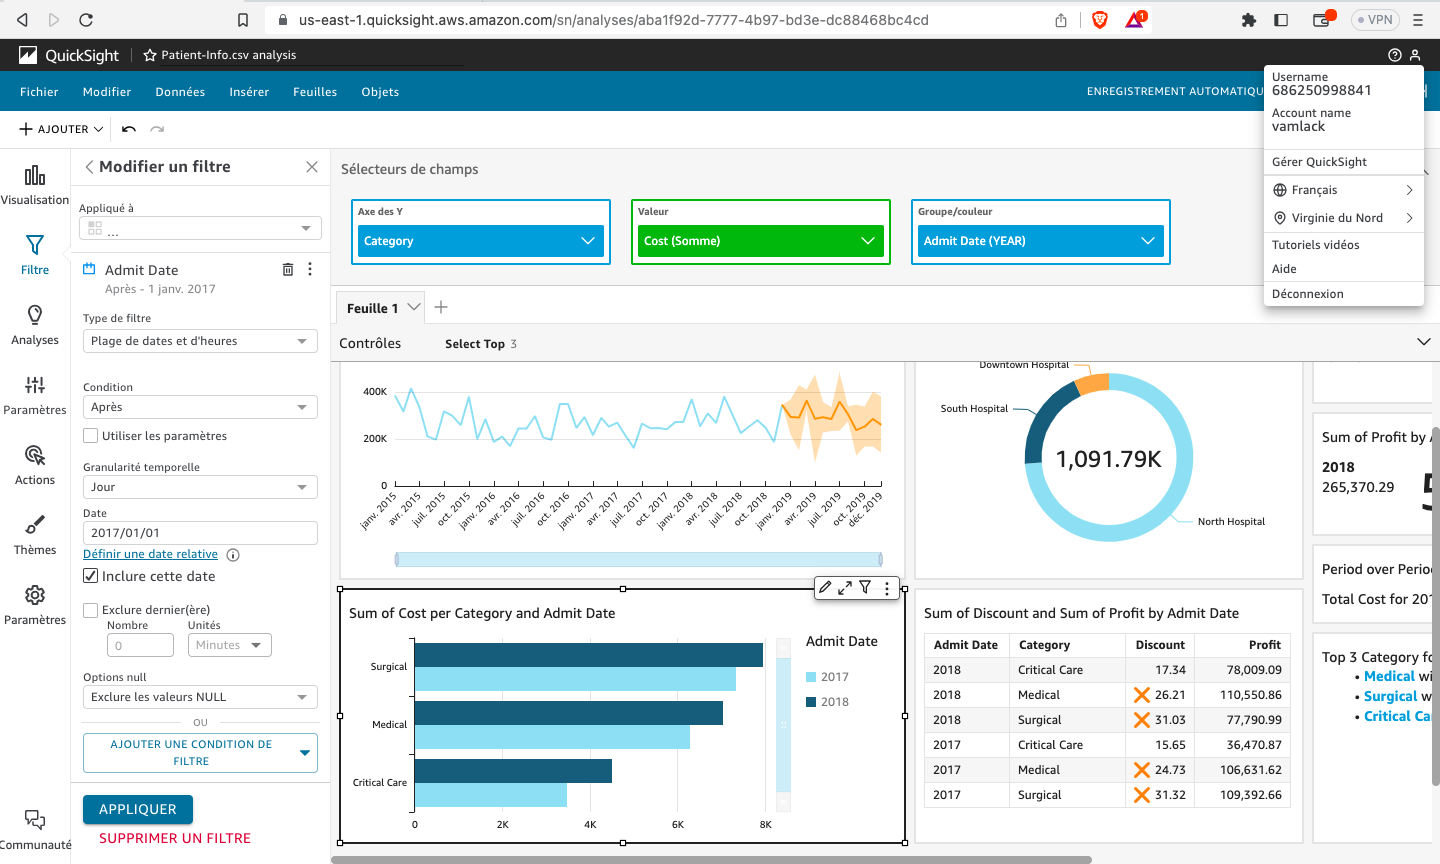 us-east-1.quicksight.aws.amazon.com/sn/analyses/aba1f92d-7777-4b97-bd3e-dc88468bc4cd
1
VPN
QuickSight
Patient-Info.csv analysis
Fichier
Modifier
Données
Insérer
Feuilles
Objets
ENREGISTREMENT AUTOMATIQU
Username
686250998841
Account name
vamlack
Gérer QuickSight
Français
Virginie du Nord
Tutoriels vidéos
Aide
Déconnexion
AJOUTER
Visualisation
Filtre
Analyses
Paramètres
Actions
Thèmes
Paramètres
Communauté
Modifier un filtre
Appliqué à
...
Admit Date
Après - 1 janv. 2017
Type de filtre
Plage de dates et d'heures
Condition
Après
Utiliser les paramètres
Granularité temporelle
Jour
Date
2017/01/01
Définir une date relative
Inclure cette date
Exclure dernier(ère)
Nombre
Unités
0
Minutes
Options null
Exclure les valeurs NULL
OU
AJOUTER UNE CONDITION DE
FILTRE
APPLIQUER
SUPPRIMER UN FILTRE
Sélecteurs de champs
Axe des Y
Category
Valeur
Cost (Somme)
Groupe/couleur
Admit Date (YEAR)
Feuille 1
Contrôles
Select Top 3
400K
200K
0
janv. 2015
avr. 2015
juil. 2015
oct. 2015
janv. 2016
avr. 2016
juil. 2016
oct. 2016
janv. 2017
avr. 2017
juil. 2017
oct. 2017
janv. 2018
avr. 2018
juil. 2018
oct. 2018
janv. 2019
avr. 2019
juil. 2019
oct. 2019
déc. 2019
Downtown Hospital
South Hospital
1,091.79K
North Hospital
Sum of Profit by
2018
265,370.29
5
Period over Perio
Total Cost for 201
Top 3 Category fo
• Medical wi
• Surgical w
• Critical Ca
Sum of Cost per Category and Admit Date
Surgical
Medical
Critical Care
0
2K
4K
6K
8K
Admit Date
2017
2018
Sum of Discount and Sum of Profit by Admit Date
Admit Date Category Discount Profit
2018 Critical Care 17.34 78,009.09
2018 Medical 26.21 110,550.86
2018 Surgical 31.03 77,790.99
2017 Critical Care 15.65 36,470.87
2017 Medical 24.73 106,631.62
2017 Surgical 31.32 109,392.66